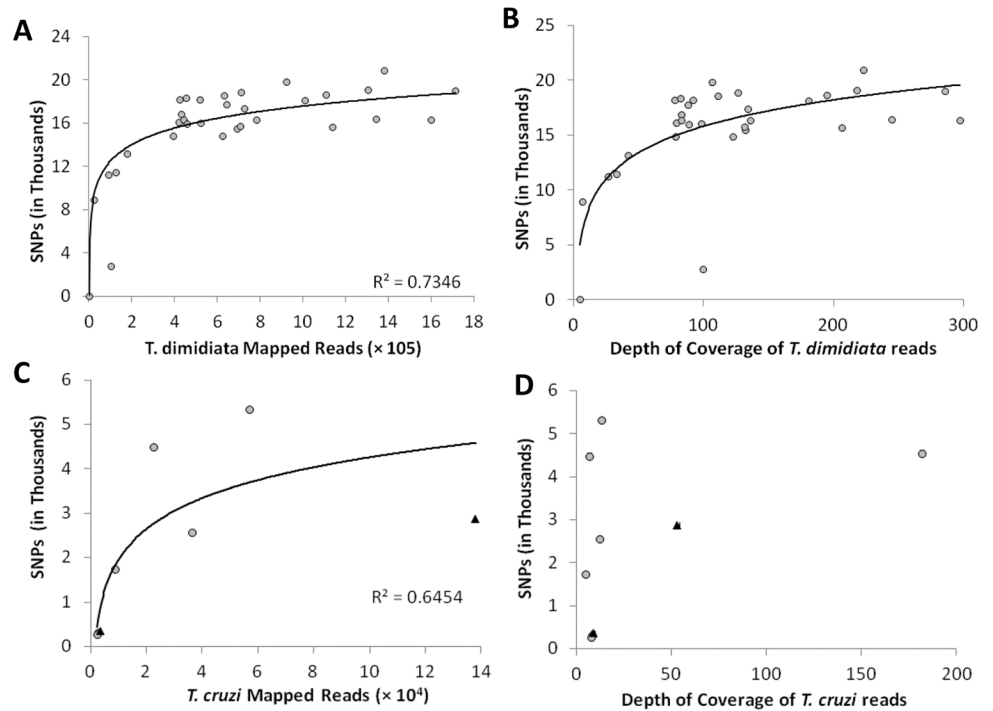 A
SNPs (in Thousands)
24
20
16
12
8
4
0
0 2 4 6 8 10 12 14 16 18
R² = 0.7346
T. dimidiata Mapped Reads (× 105)
B
SNPs (in Thousands)
25
20
15
10
5
0
0 100 200 300
Depth of Coverage of T. dimidiata reads
C
SNPs (in Thousands)
6
5
4
3
2
1
0
0 2 4 6 8 10 12 14
R² = 0.6454
T. cruzi Mapped Reads (× 10⁴)
D
SNPs (in Thousands)
6
5
4
3
2
1
0
0 50 100 150 200
Depth of Coverage of T. cruzi reads